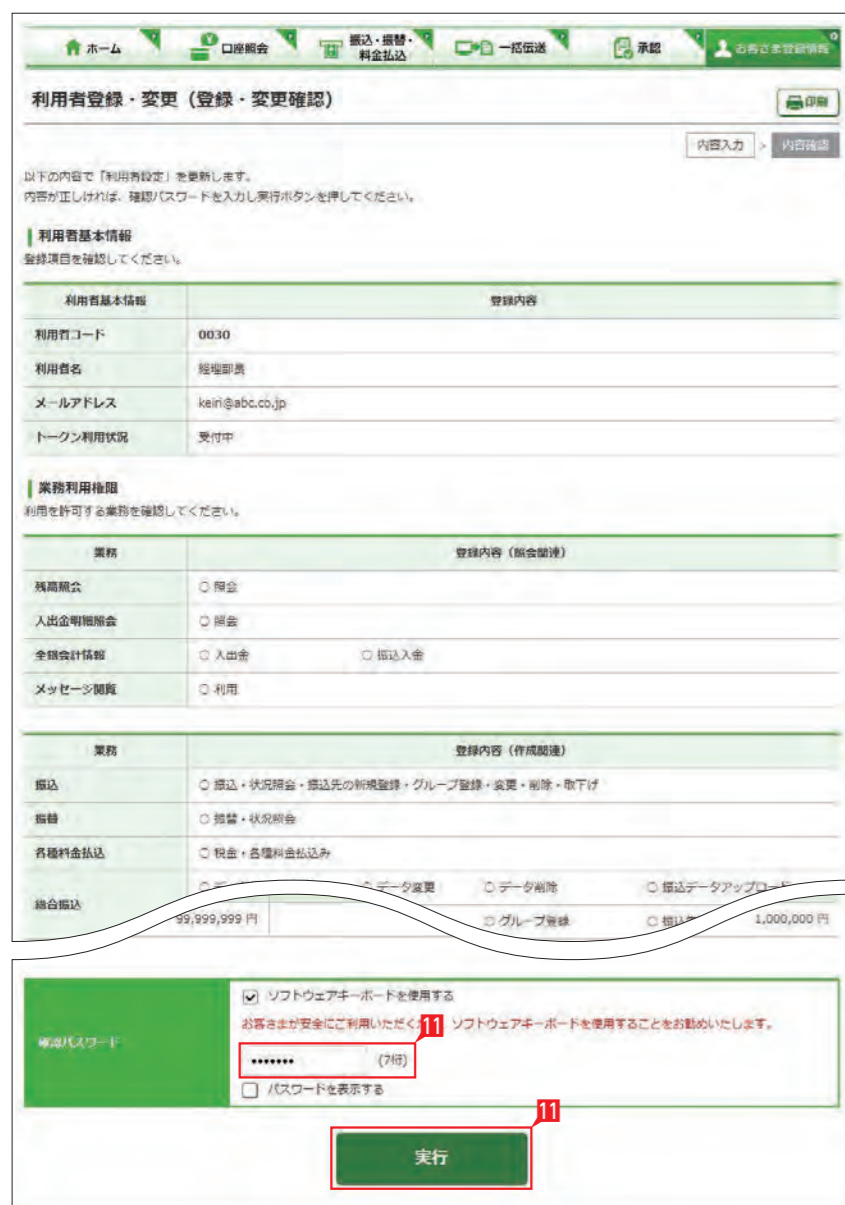 ホーム
口座照会
振込・振替・
料金払込
一括伝送
承認
お客さま登録情報
利用者登録・変更（登録・変更確認）
印刷
内容入力 > 内容確認
以下の内容で「利用者設定」を更新します。
内容が正しければ、確認パスワードを入力し実行ボタンを押してください。
利用者基本情報
登録項目を確認してください。
利用者基本情報 登録内容
利用者コード 0030
利用者名 経理部長
メールアドレス keiri@abc.co.jp
トークン利用状況 受付中
業務利用権限
利用を許可する業務を確認してください。
業務 登録内容（照会関連）
残高照会 ○ 照会
入出金明細照会 ○ 照会
全銀会計情報 ○ 入出金 ○ 振込入金
メッセージ閲覧 ○ 利用
業務 登録内容（作成関連）
振込 ○ 振込・状況照会・振込先の新規登録・グループ登録・変更・削除・取下げ
振替 ○ 振替・状況照会
各種料金払込 ○ 税金・各種料金払込み
総合振込
○ データ変更 ○ データ削除 ○ 振込データアップロード
99,999,999 円 ○ グループ登録 ○ 振込 1,000,000 円
確認パスワード
ソフトウェアキーボードを使用する
お客さまが安全にご利用いただく 11 ソフトウェアキーボードを使用することをお勧めいたします。
••••••• (7桁)
パスワードを表示する
11
実行